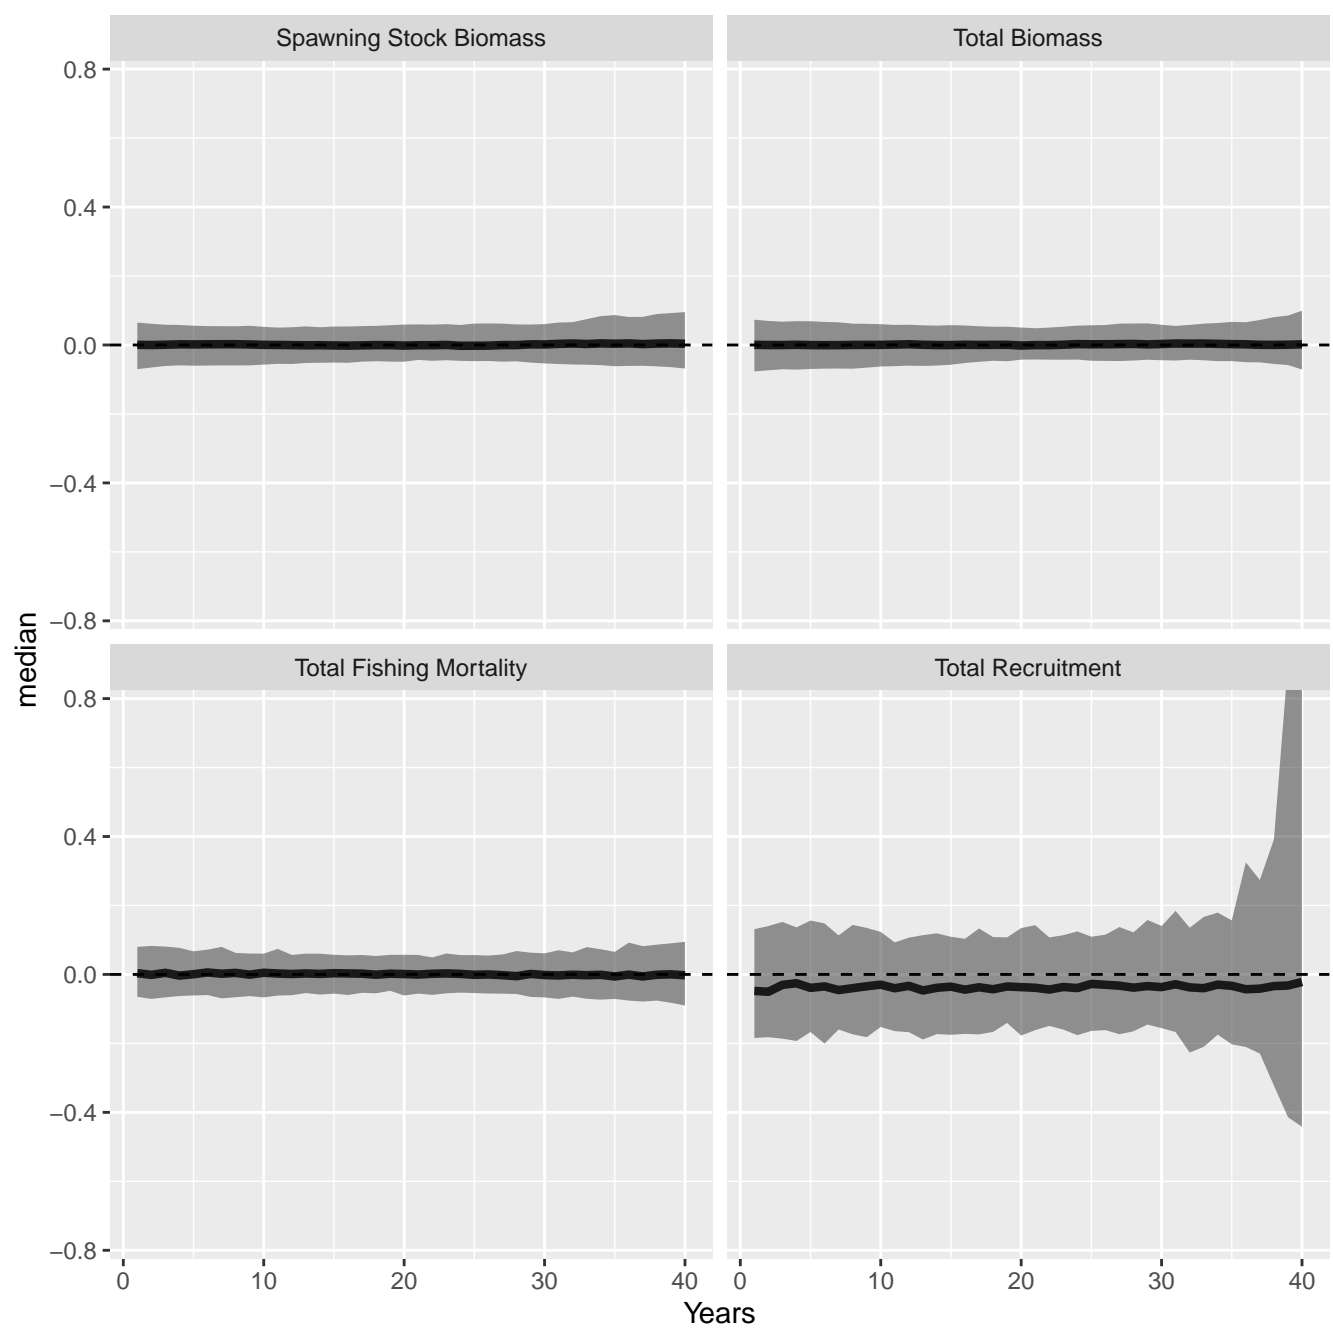 Spawning Stock Biomass
Total Biomass
0.8
0.4
0.0
−0.4
−0.8
median
Total Fishing Mortality
Total Recruitment
0.8
0.4
0.0
−0.4
−0.8
0 10 20 30 40
0 10 20 30 40
Years